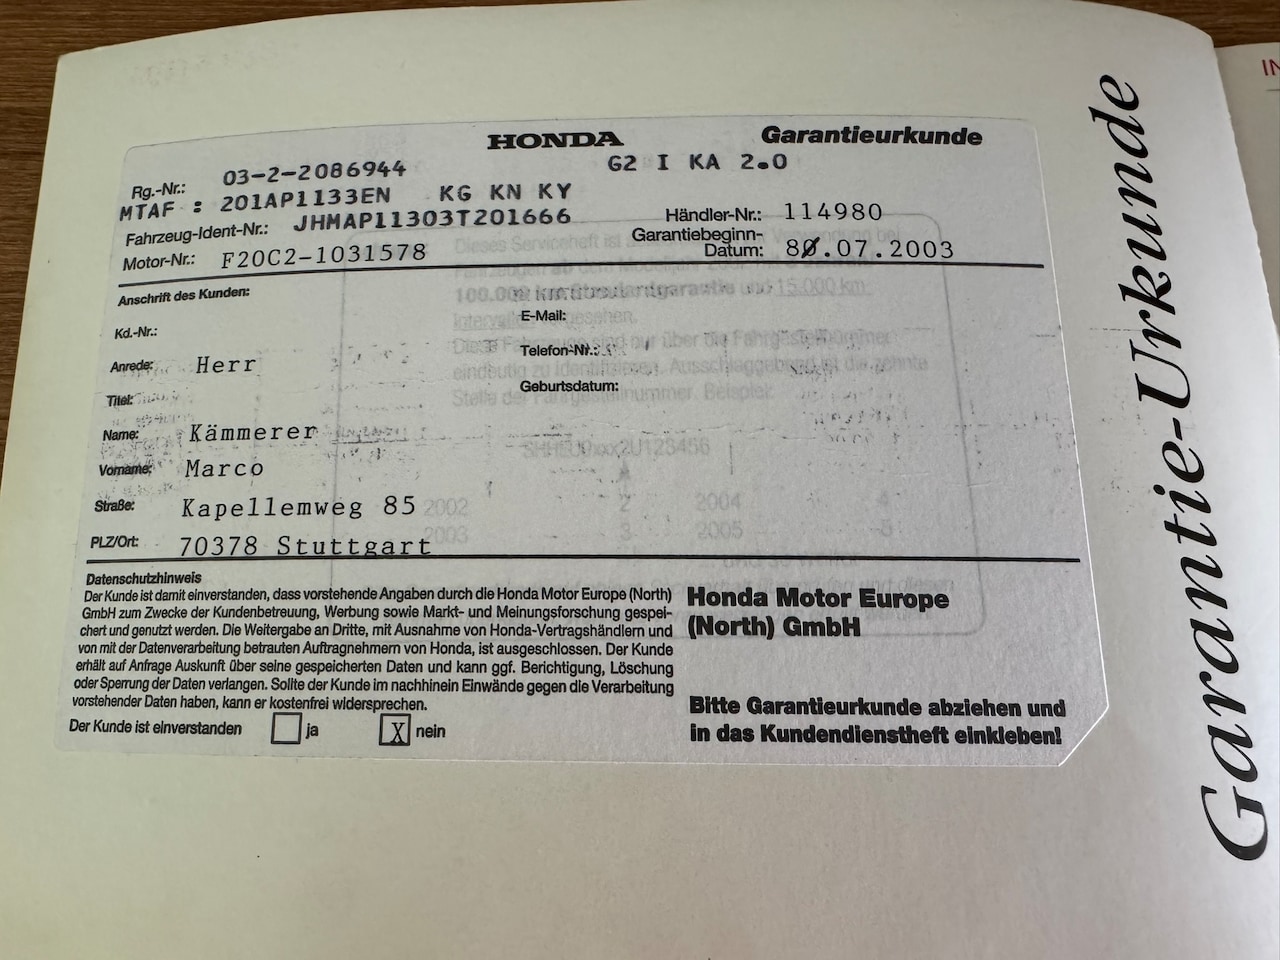 HONDA Garantieurkunde
Rg.-Nr.: 03-2-2086944 G2 I KA 2.0
MTAF : 201AP1133EN KG KN KY
Fahrzeug-Ident-Nr.: JHMAP11303T201666 Händler-Nr.: 114980
Motor-Nr.: F20C2-1031578 Garantiebeginn-
Datum: 80.07.2003
Anschrift des Kunden:
E-Mail:
Kd.-Nr.:
Telefon-Nr.:
Anrede: Herr
Geburtsdatum:
Titel:
Name: Kämmerer
Vorname: Marco
Straße: Kapellemweg 85
PLZ/Ort: 70378 Stuttgart
Datenschutzhinweis
Der Kunde ist damit einverstanden, dass vorstehende Angaben durch die Honda Motor Europe (North)
GmbH zum Zwecke der Kundenbetreuung, Werbung sowie Markt- und Meinungsforschung gespei-
chert und genutzt werden. Die Weitergabe an Dritte, mit Ausnahme von Honda-Vertragshändlern und
von mit der Datenverarbeitung betrauten Auftragnehmern von Honda, ist ausgeschlossen. Der Kunde
erhält auf Anfrage Auskunft über seine gespeicherten Daten und kann ggf. Berichtigung, Löschung
oder Sperrung der Daten verlangen. Sollte der Kunde im nachhinein Einwände gegen die Verarbeitung
vorstehender Daten haben, kann er kostenfrei widersprechen.
Der Kunde ist einverstanden ja X nein
Honda Motor Europe
(North) GmbH
Bitte Garantieurkunde abziehen und
in das Kundendienstheft einkleben!
Garantie-Urkunde